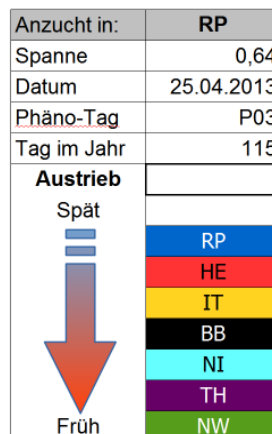 Anzucht in: RP
Spanne 0,64
Datum 25.04.2013
Phäno-Tag P03
Tag im Jahr 115
Austrieb
Spät
RP
HE
IT
BB
NI
TH
Früh NW